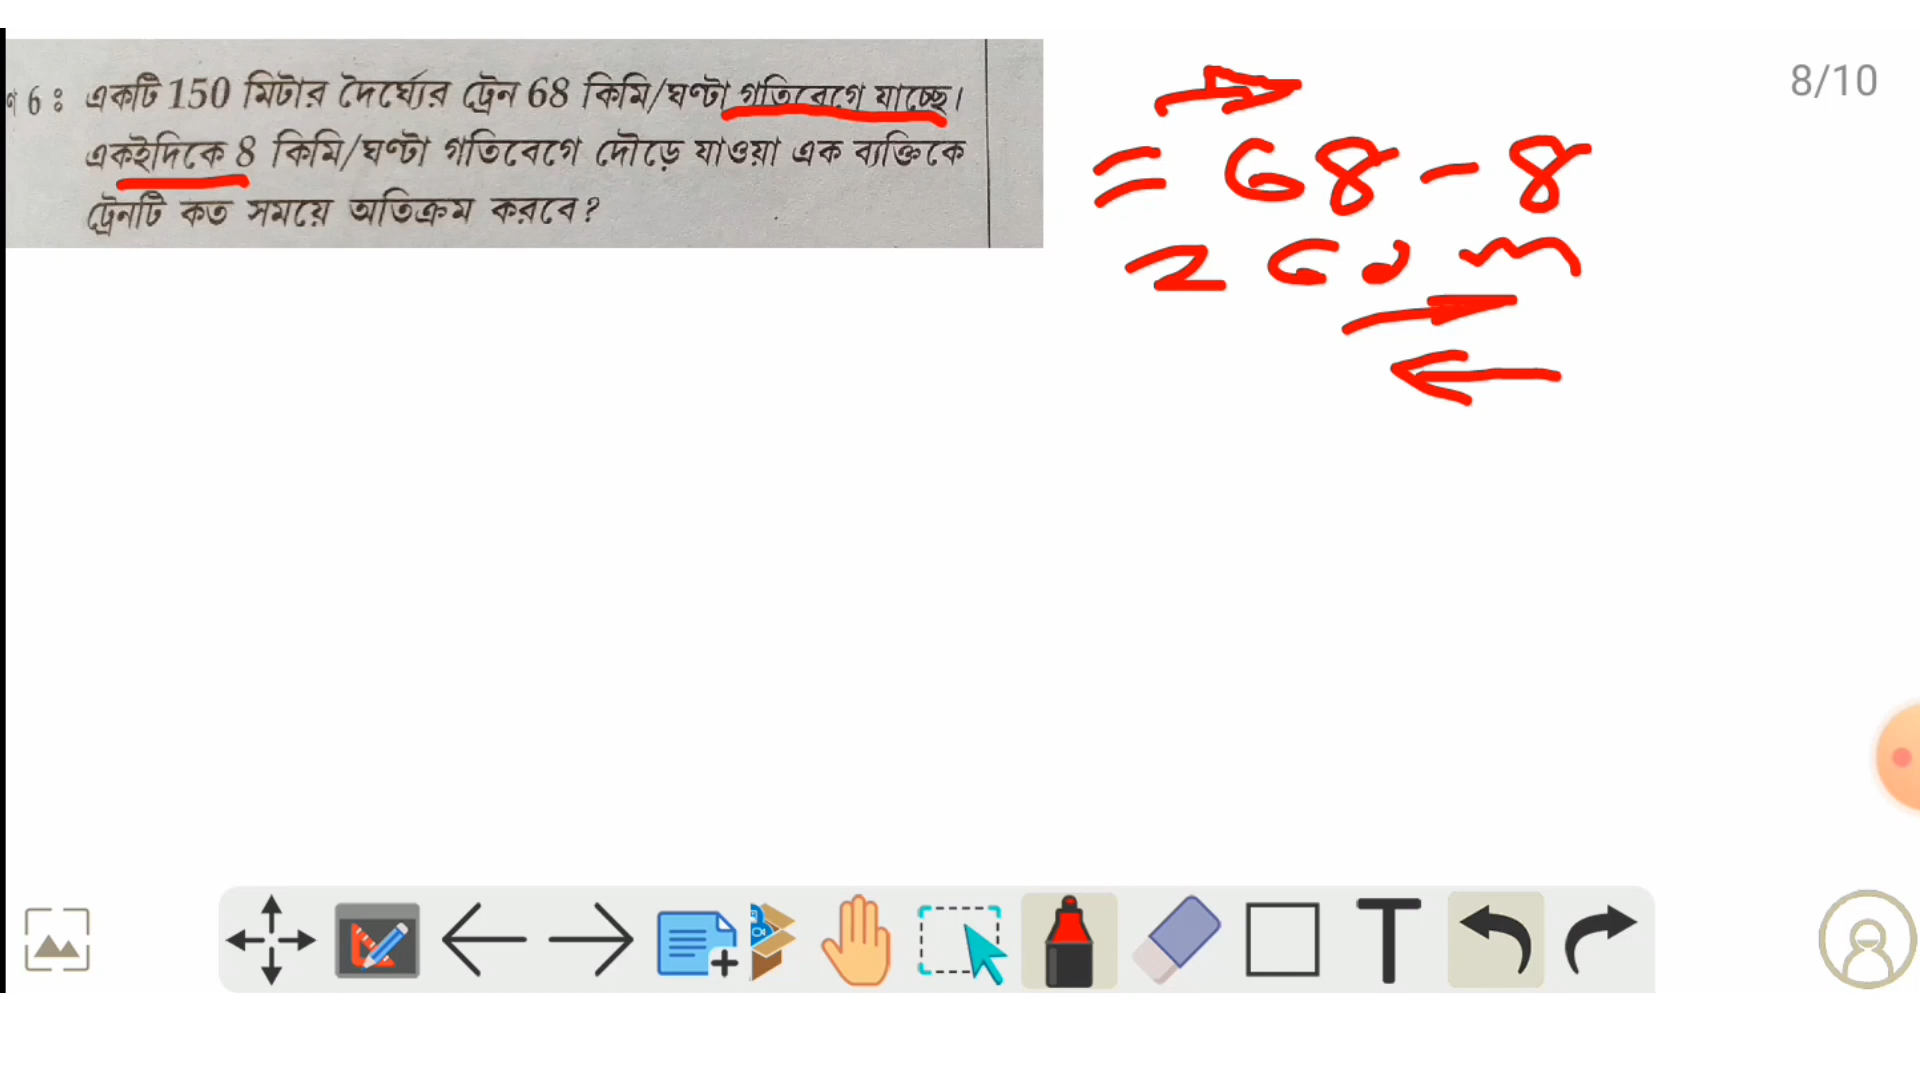 6 : একটি 150 মিটার দৈর্ঘ্যের ট্রেন 68 কিমি/ঘণ্টা গতিবেগে যাচ্ছে।
একইদিকে 8 কিমি/ঘণ্টা গতিবেগে দৌড়ে যাওয়া এক ব্যক্তিকে
ট্রেনটি কত সময়ে অতিক্রম করবে?
8/10
= 68-8